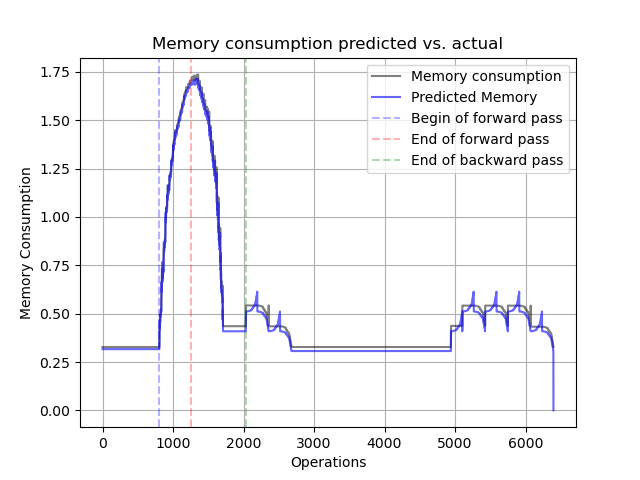 Memory consumption predicted vs. actual
Memory consumption
Predicted Memory
Begin of forward pass
End of forward pass
End of backward pass
Memory Consumption
1.75
1.50
1.25
1.00
0.75
0.50
0.25
0.00
0 1000 2000 3000 4000 5000 6000
Operations